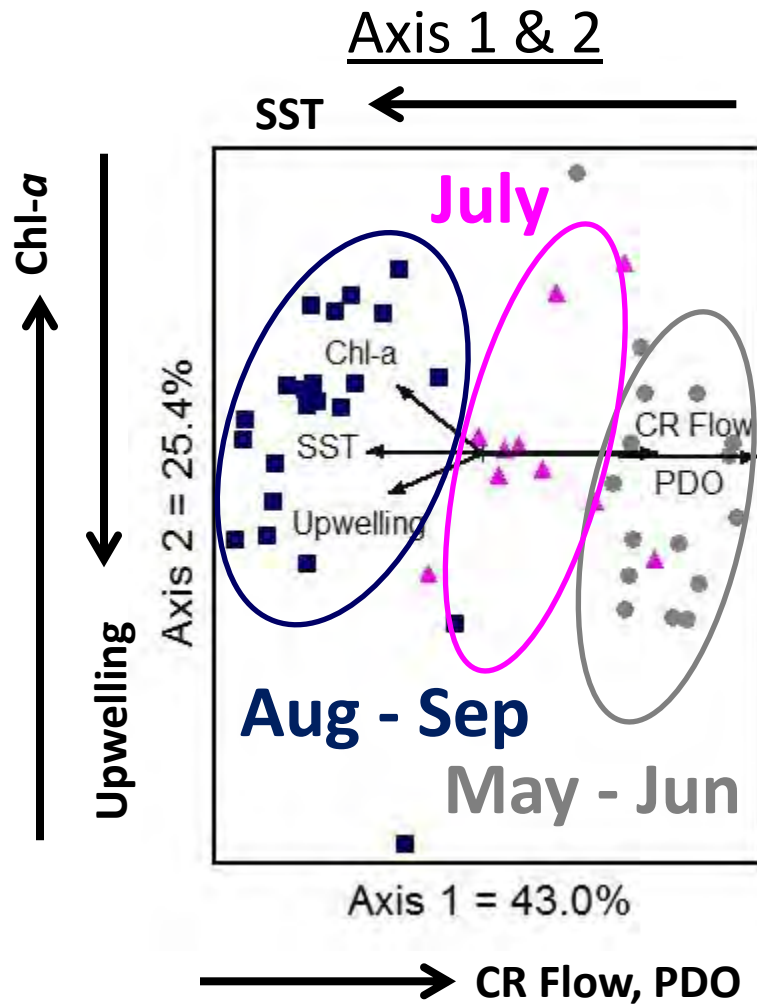 Axis 1 & 2
SST
Chl-a
Upwelling
Axis 2 = 25.4%
July
Chl-a
SST
Upwelling
CR Flow
PDO
Aug - Sep
May - Jun
Axis 1 = 43.0%
CR Flow, PDO